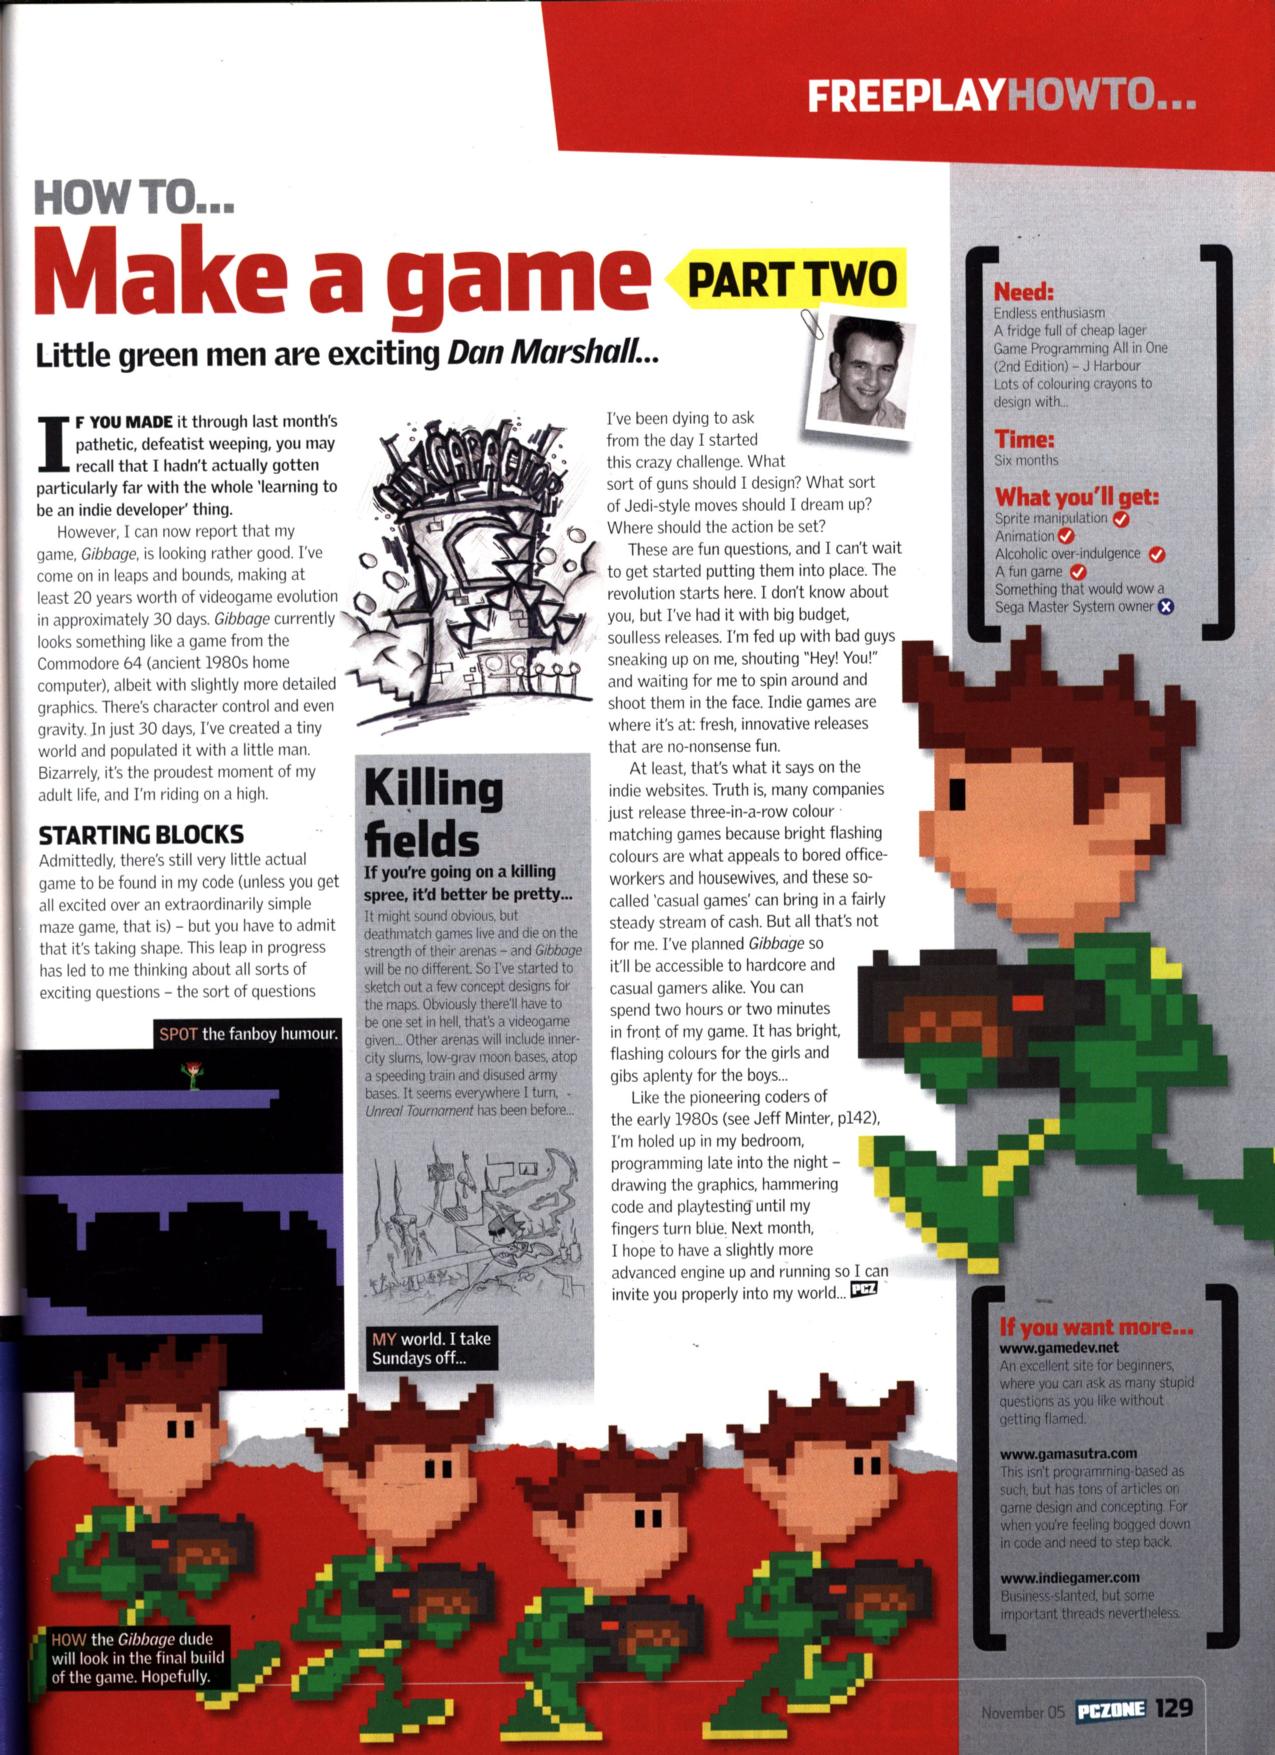 FREEPLAYHOWTO...
HOW TO...
Make a game
PART TWO
Little green men are exciting Dan Marshall...
IF YOU MADE it through last month's
pathetic, defeatist weeping, you may
recall that I hadn't actually gotten
particularly far with the whole 'learning to
be an indie developer' thing.
However, I can now report that my
game, Gibbage, is looking rather good. I've
come on in leaps and bounds, making at
least 20 years worth of videogame evolution
in approximately 30 days. Gibbage currently
looks something like a game from the
Commodore 64 (ancient 1980s home
computer), albeit with slightly more detailed
graphics. There's character control and even
gravity. In just 30 days, I've created a tiny
world and populated it with a little man.
Bizarrely, it's the proudest moment of my
adult life, and I'm riding on a high.
STARTING BLOCKS
Admittedly, there's still very little actual
game to be found in my code (unless you get
all excited over an extraordinarily simple
maze game, that is) – but you have to admit
that it's taking shape. This leap in progress
has led to me thinking about all sorts of
exciting questions – the sort of questions
SPOT the fanboy humour.
FLUX CAPACITOR
Killing
fields
If you're going on a killing
spree, it'd better be pretty...
It might sound obvious, but
deathmatch games live and die on the
strength of their arenas – and Gibbage
will be no different. So I've started to
sketch out a few concept designs for
the maps. Obviously there'll have to
be one set in hell, that's a videogame
given... Other arenas will include inner-
city slums, low-grav moon bases, atop
a speeding train and disused army
bases. It seems everywhere I turn,
Unreal Tournament has been before...
MY world. I take
Sundays off...
I've been dying to ask
from the day I started
this crazy challenge. What
sort of guns should I design? What sort
of Jedi-style moves should I dream up?
Where should the action be set?
These are fun questions, and I can't wait
to get started putting them into place. The
revolution starts here. I don't know about
you, but I've had it with big budget,
soulless releases. I'm fed up with bad guys
sneaking up on me, shouting "Hey! You!"
and waiting for me to spin around and
shoot them in the face. Indie games are
where it's at: fresh, innovative releases
that are no-nonsense fun.
At least, that's what it says on the
indie websites. Truth is, many companies
just release three-in-a-row colour
matching games because bright flashing
colours are what appeals to bored office-
workers and housewives, and these so-
called 'casual games' can bring in a fairly
steady stream of cash. But all that's not
for me. I've planned Gibbage so
it'll be accessible to hardcore and
casual gamers alike. You can
spend two hours or two minutes
in front of my game. It has bright,
flashing colours for the girls and
gibs aplenty for the boys...
Like the pioneering coders of
the early 1980s (see Jeff Minter, p142),
I'm holed up in my bedroom,
programming late into the night –
drawing the graphics, hammering
code and playtesting until my
fingers turn blue. Next month,
I hope to have a slightly more
advanced engine up and running so I can
invite you properly into my world... PCZ
Need:
Endless enthusiasm
A fridge full of cheap lager
Game Programming All in One
(2nd Edition) – J Harbour
Lots of colouring crayons to
design with...
Time:
Six months
What you'll get:
Sprite manipulation
Animation
Alcoholic over-indulgence
A fun game
Something that would wow a
Sega Master System owner
If you want more...
www.gamedev.net
An excellent site for beginners,
where you can ask as many stupid
questions as you like without
getting flamed.
www.gamasutra.com
This isn't programming-based as
such, but has tons of articles on
game design and concepting. For
when you're feeling bogged down
in code and need to step back.
www.indiegamer.com
Business-slanted, but some
important threads nevertheless.
HOW the Gibbage dude
will look in the final build
of the game. Hopefully.
November 05 PCZONE 129